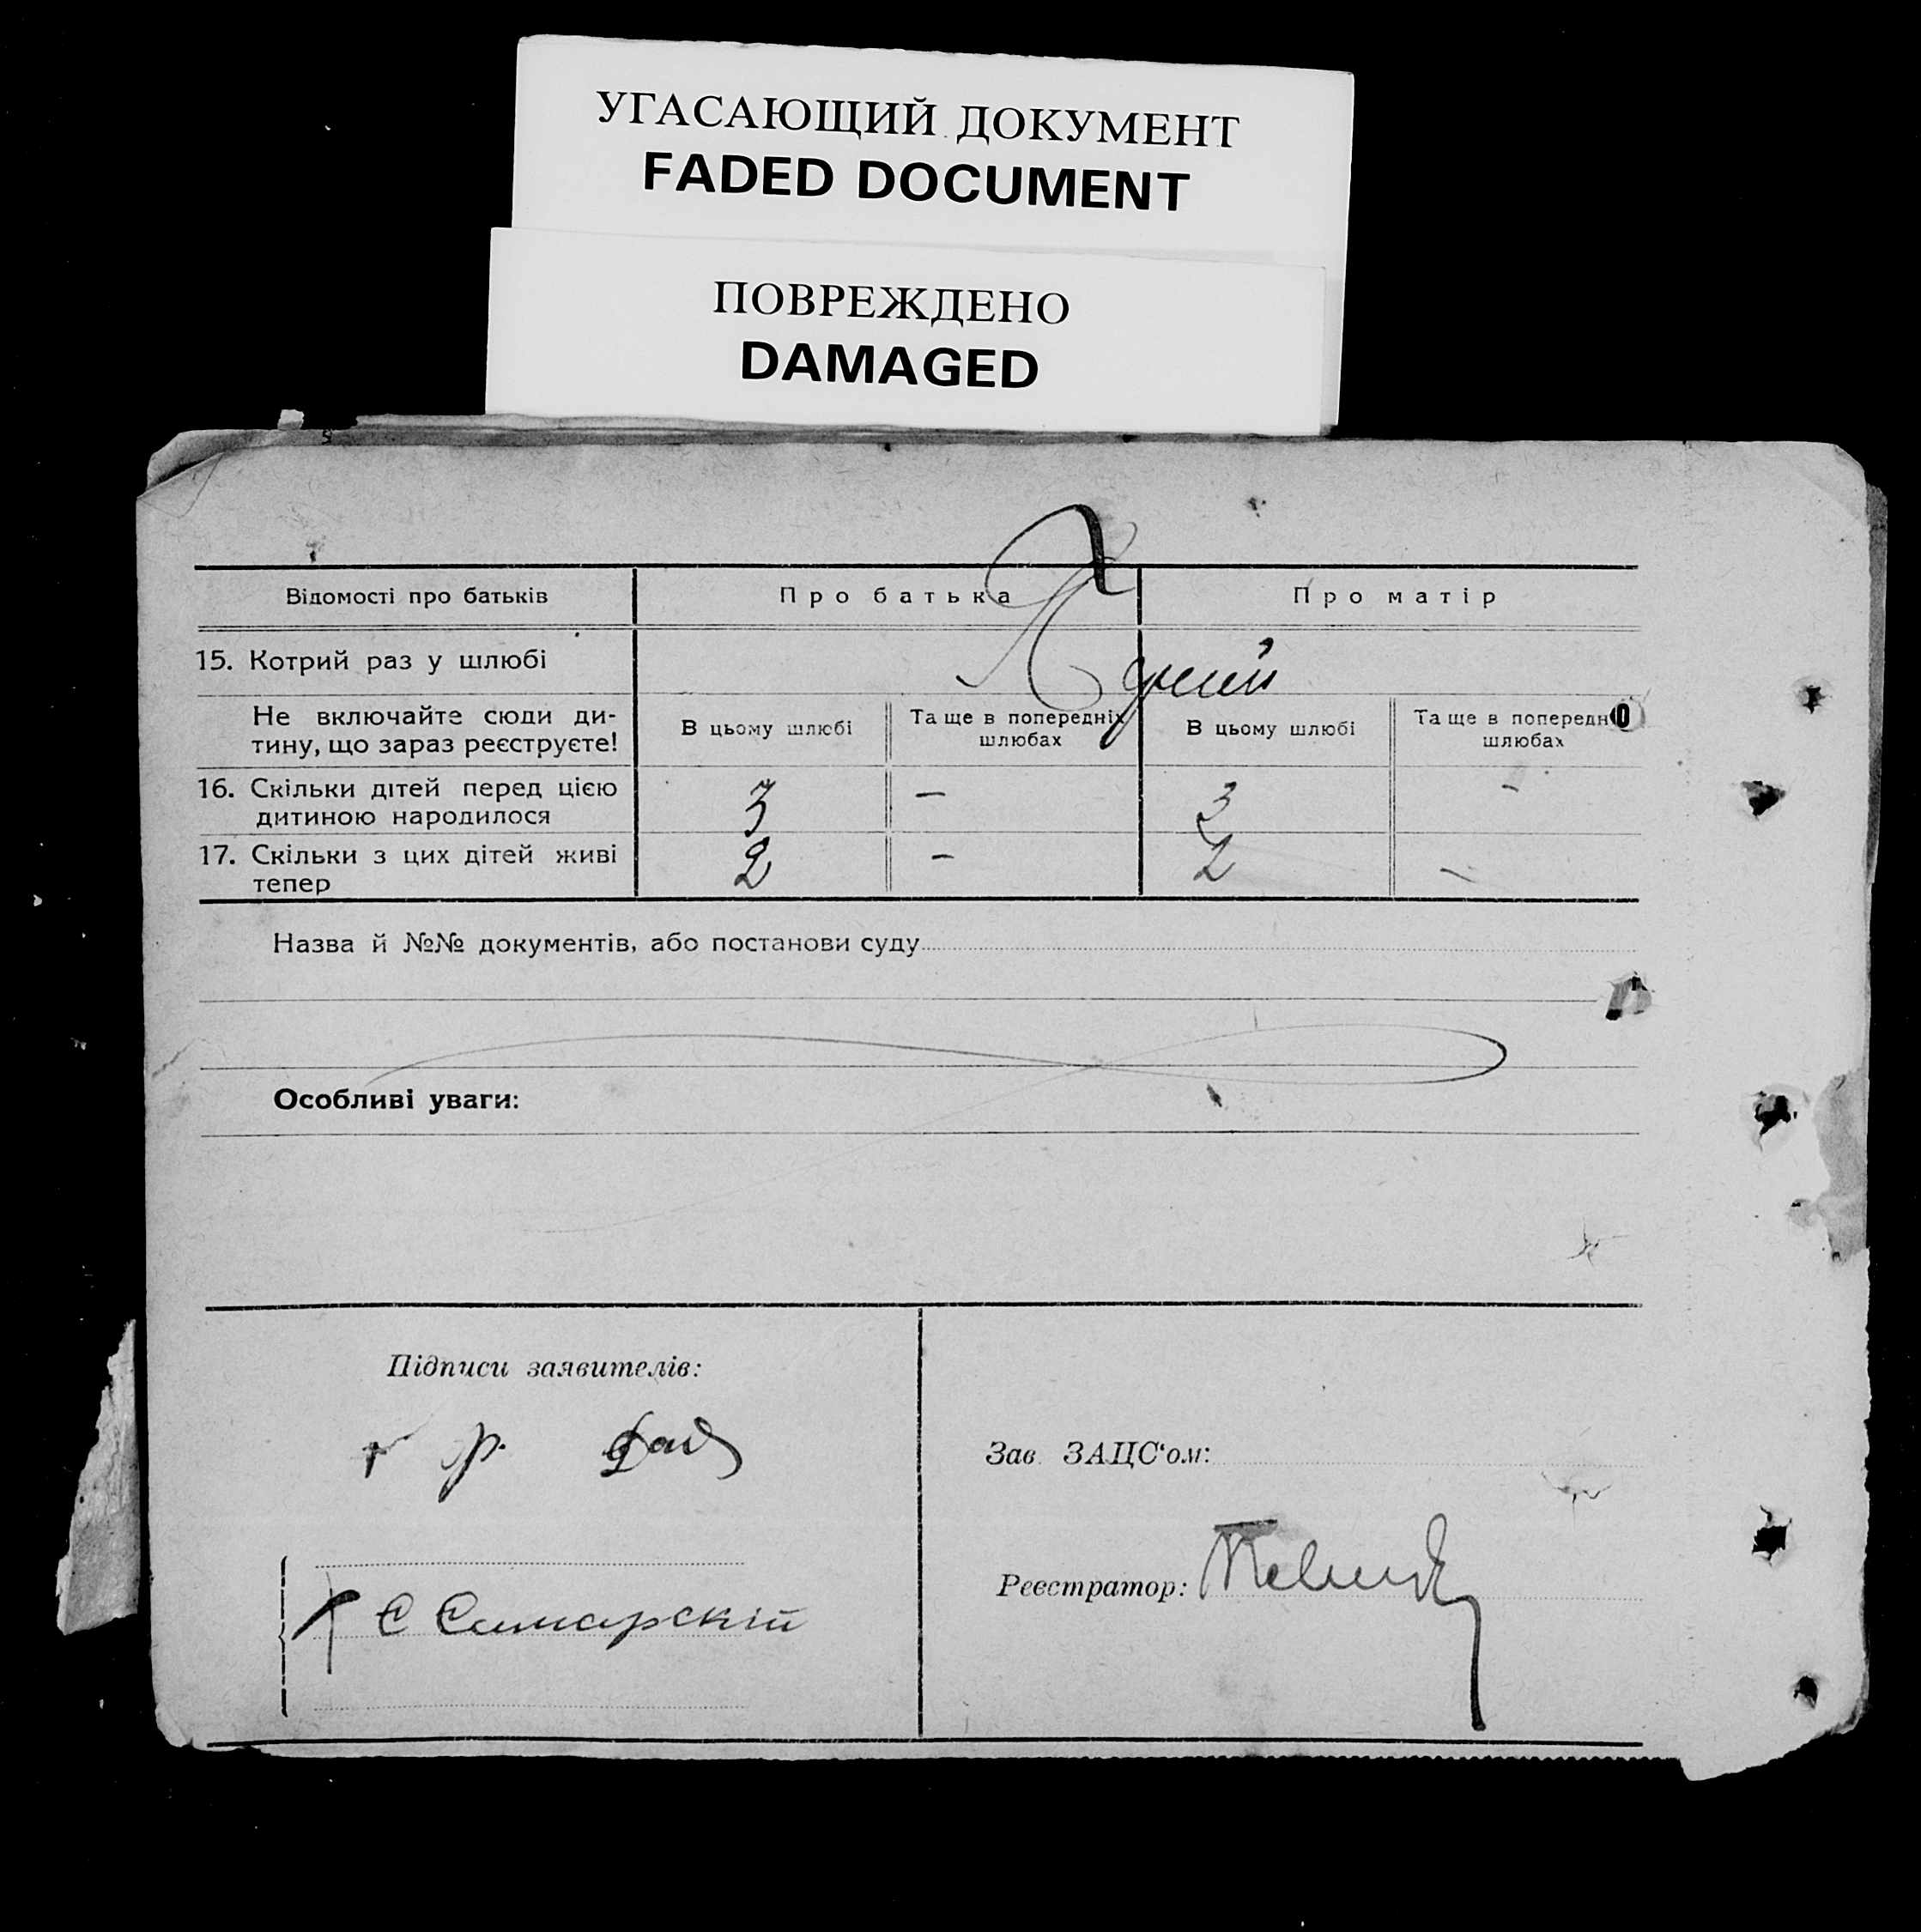 УГАСАЮЩИЙ ДОКУМЕНТ
FADED DOCUMENT
ПОВРЕЖДЕНО
DAMAGED
Відомості про батьків Про батька Про матір
15. Котрий раз у шлюбі
Не включайте сюди ди-
тину, що зараз реєструєте!
В цьому шлюбі
Та ще в попередніх
шлюбах
В цьому шлюбі
Та ще в попередн
шлюбах
16. Скільки дітей перед цією
дитиною народилося
3 — 3 -
17. Скільки з цих дітей живі
тепер
2 — 2 -
Назва й №№ документів, або постанови суду
Особливі уваги:
Підписи заявителів:
Зав. ЗАЦС'ом:
Реєстратор:
Є Самарскій